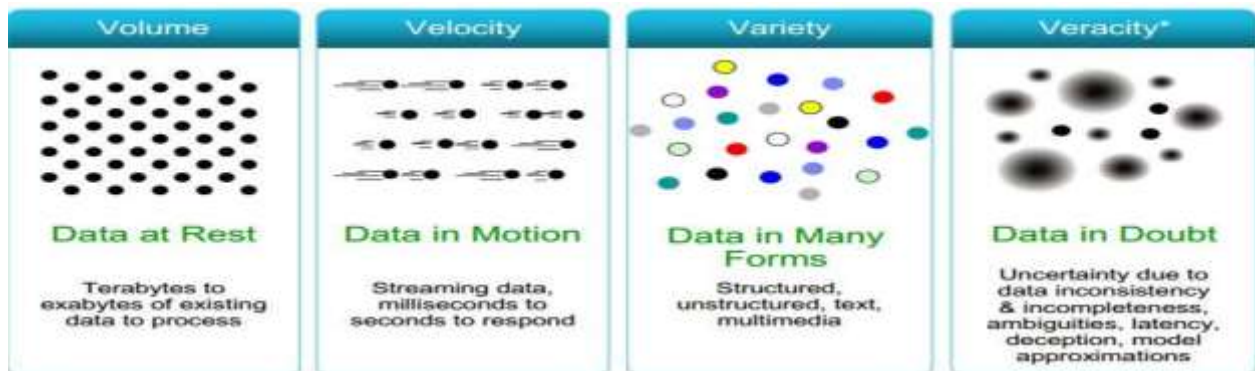 Volume
Data at Rest
Terabytes to
exabytes of existing
data to process
Velocity
Data in Motion
Streaming data,
milliseconds to
seconds to respond
Variety
Data in Many
Forms
Structured,
unstructured, text,
multimedia
Veracity*
Data in Doubt
Uncertainty due to
data inconsistency
& incompleteness,
ambiguities, latency,
deception, model
approximations